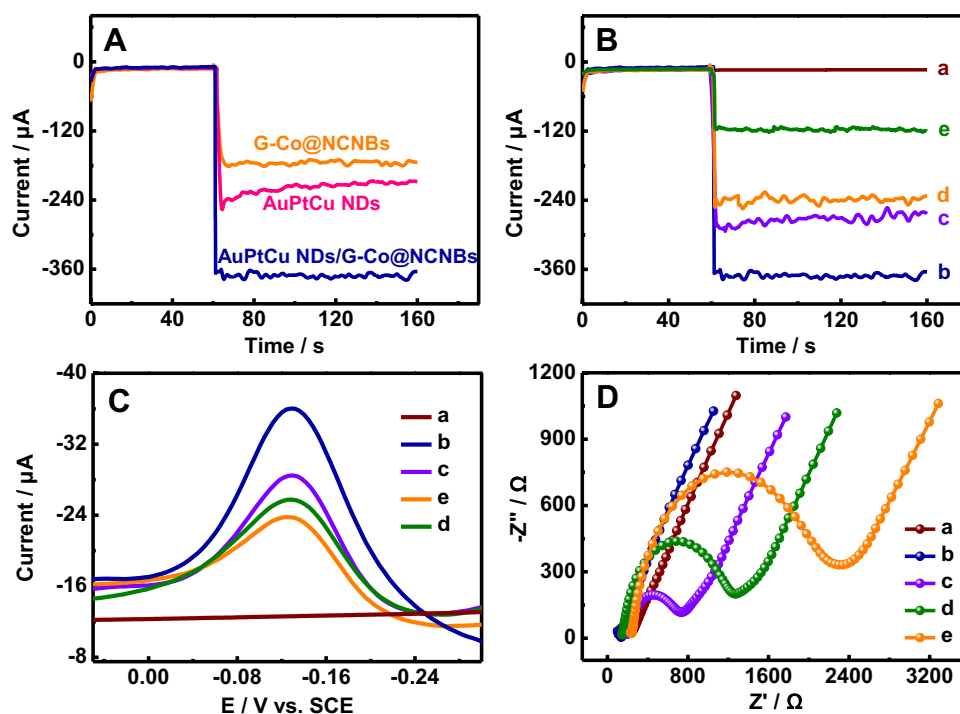 A
0
-120
-240
-360
Current / µA
G-Co@NCNBs
AuPtCu NDs
AuPtCu NDs/G-Co@NCNBs
0
40
80
120
160
Time / s
B
0
-120
-240
-360
Current / µA
a
e
d
c
b
0
40
80
120
160
Time / s
C
-40
-32
-24
-16
-8
Current / µA
a
b
c
e
d
0.00
-0.08
-0.16
-0.24
E / V vs. SCE
D
1200
900
600
300
0
-Z'' / Ω
a
b
c
d
e
0
800
1600
2400
3200
Z' / Ω